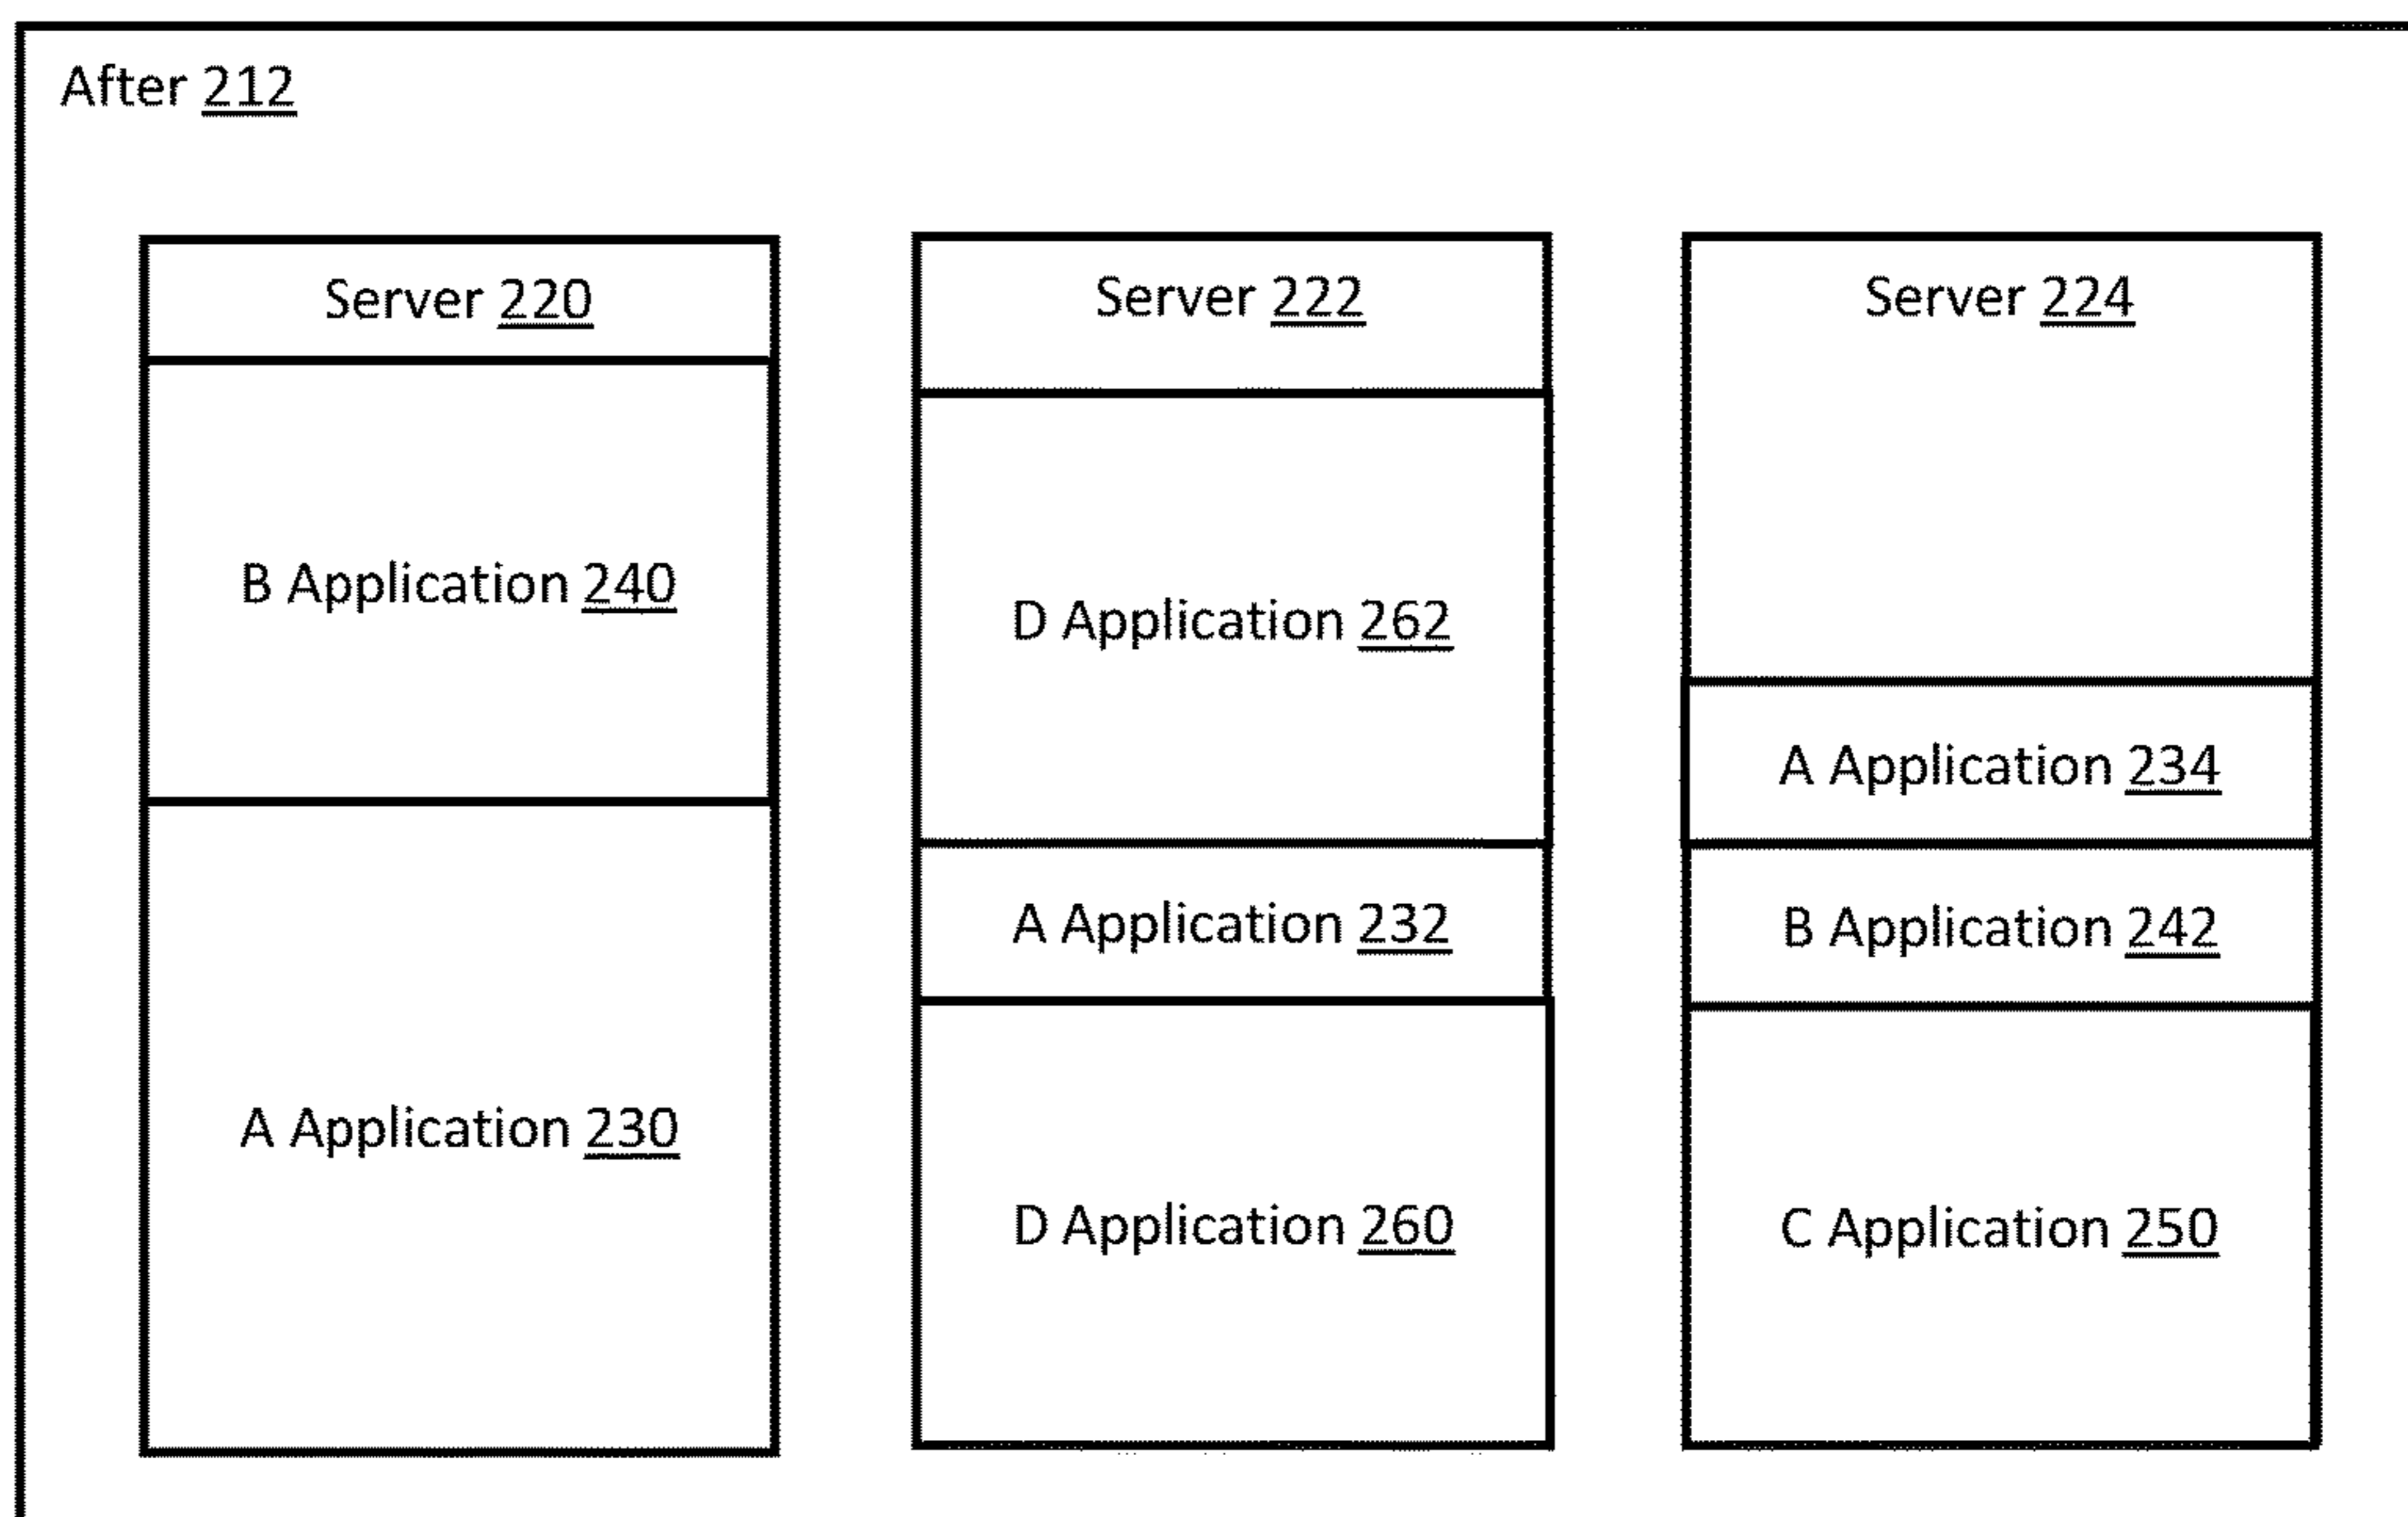 After 212
Server 220
B Application 240
A Application 230
Server 222
D Application 262
A Application 232
D Application 260
Server 224
A Application 234
B Application 242
C Application 250